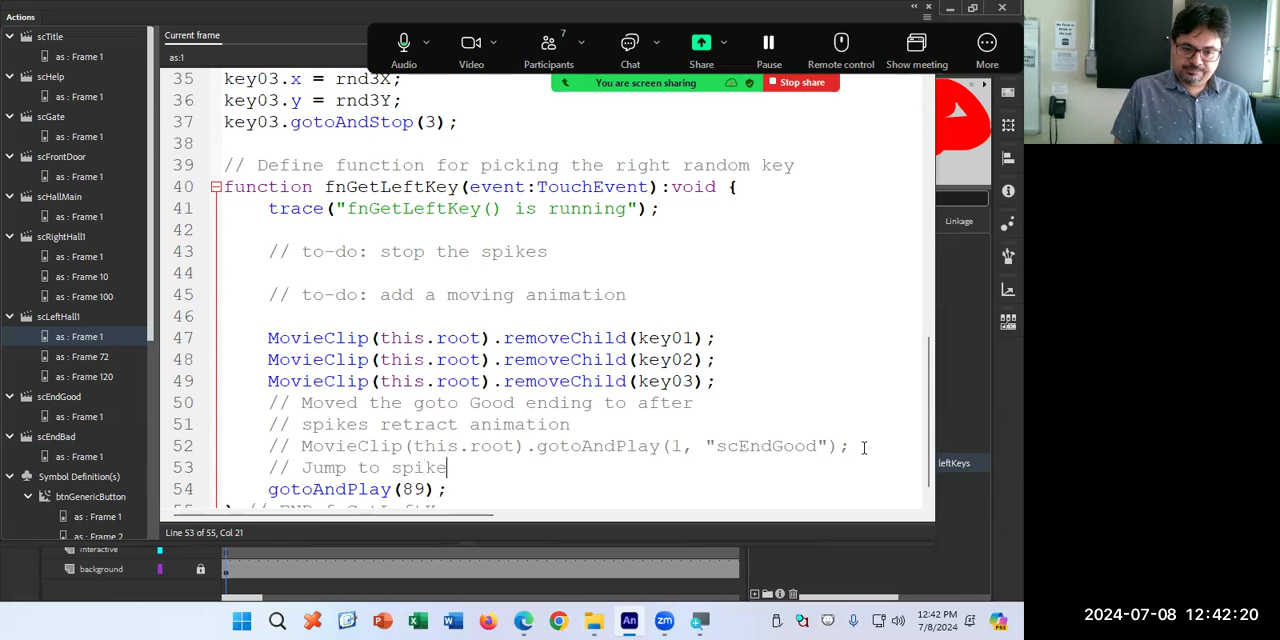 Actions
scTitle
as : Frame 1
scHelp
as : Frame 1
scGate
as : Frame 1
scFrontDoor
as : Frame 1
scHallMain
as : Frame 1
scRightHall1
as : Frame 1
as : Frame 10
as : Frame 100
scLeftHall1
as : Frame 1
as : Frame 72
as : Frame 120
scEndGood
as : Frame 1
scEndBad
as : Frame 1
Symbol Definition(s)
btnGenericButton
as : Frame 1
as : Frame 2
Current frame
as:1
7
Audio
Video
Participants
Chat
Share
Pause
Remote control
Show meeting
More
You are screen sharing
Stop share
35 key03.x = rnd3X;
36 key03.y = rnd3Y;
37 key03.gotoAndStop(3);
38
39 // Define function for picking the right random key
40 function fnGetLeftKey(event:TouchEvent):void {
41 trace("fnGetLeftKey() is running");
42
43 // to-do: stop the spikes
44
45 // to-do: add a moving animation
46
47 MovieClip(this.root).removeChild(key01);
48 MovieClip(this.root).removeChild(key02);
49 MovieClip(this.root).removeChild(key03);
50 // Moved the goto Good ending to after
51 // spikes retract animation
52 // MovieClip(this.root).gotoAndPlay(1, "scEndGood");
53 // Jump to spike
54 gotoAndPlay(89);
Line 53 of 55, Col 21
Linkage
leftKeys
interactive
background
12:42 PM
7/8/2024
2024-07-08 12:42:20